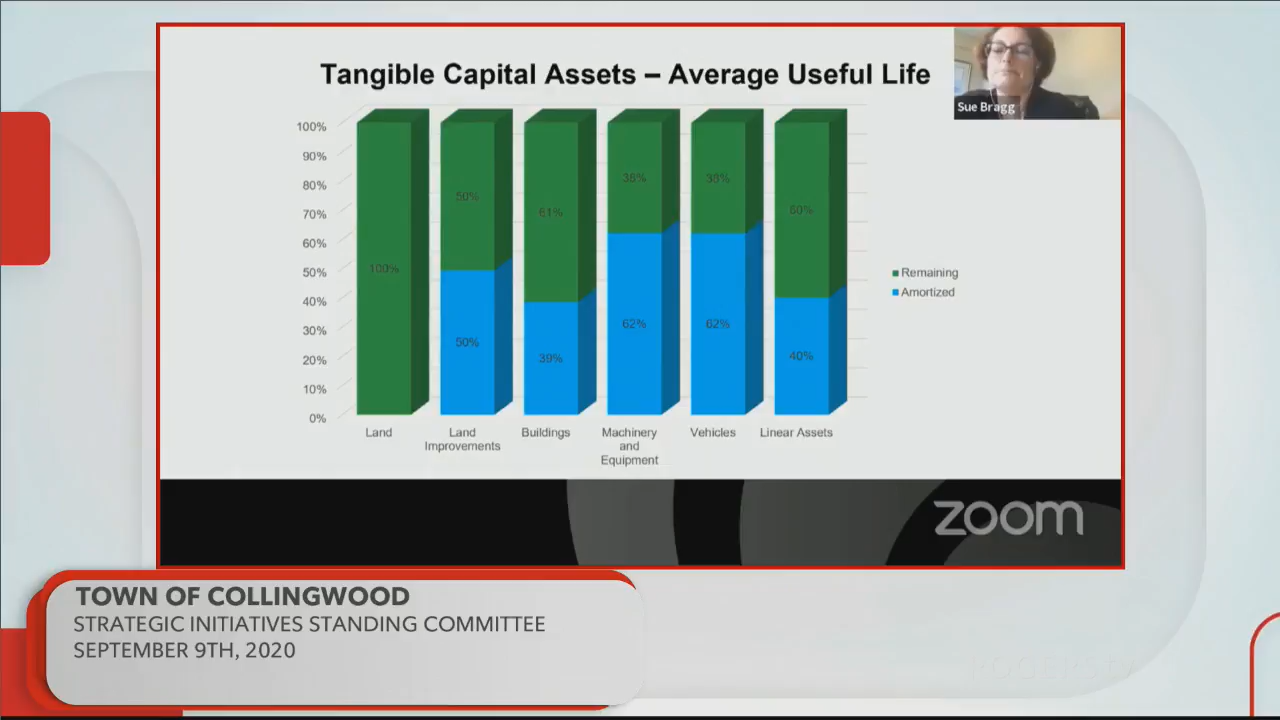 Tangible Capital Assets – Average Useful Life
Sue Bragg
100%
90%
80%
70%
60%
50%
40%
30%
20%
10%
0%
100%
50%
50%
61%
39%
38%
62%
38%
62%
60%
40%
Remaining
Amortized
Land
Land
Improvements
Buildings
Machinery
and
Equipment
Vehicles
Linear Assets
zoom
TOWN OF COLLINGWOOD
STRATEGIC INITIATIVES STANDING COMMITTEE
SEPTEMBER 9TH, 2020
ROGERS